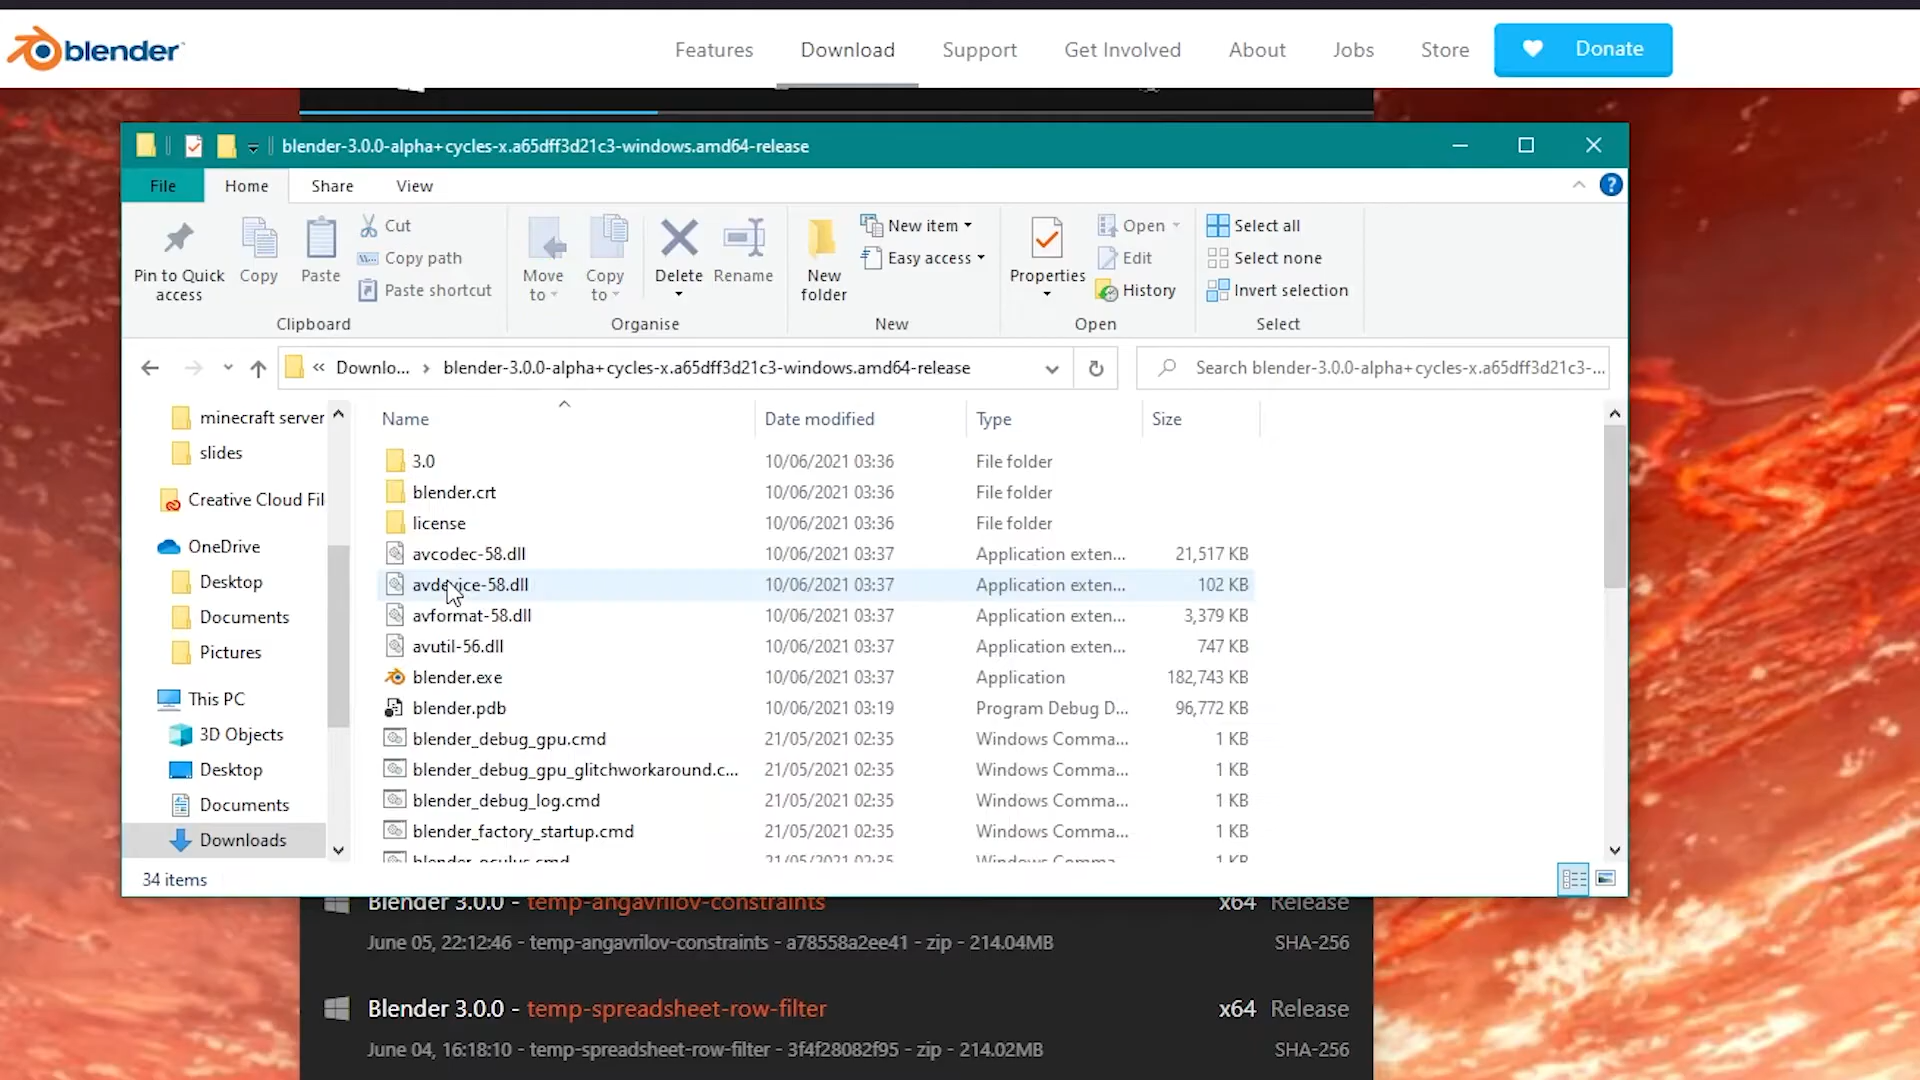 blender
Features
Download
Support
Get Involved
About
Jobs
Store
Donate
blender-3.0.0-alpha+cycles-x.a65dff3d21c3-windows.amd64-release
File
Home
Share
View
Pin to Quick access
Copy
Paste
Cut
Copy path
Paste shortcut
Clipboard
Move to
Copy to
Delete
Rename
Organise
New folder
New item
Easy access
New
Properties
Open
Edit
History
Open
Select all
Select none
Invert selection
Select
« Downlo... › blender-3.0.0-alpha+cycles-x.a65dff3d21c3-windows.amd64-release
Search blender-3.0.0-alpha+cycles-x.a65dff3d21c3-...
minecraft server
slides
Creative Cloud Fil
OneDrive
Desktop
Documents
Pictures
This PC
3D Objects
Desktop
Documents
Downloads
Name Date modified Type Size
3.0 10/06/2021 03:36 File folder
blender.crt 10/06/2021 03:36 File folder
license 10/06/2021 03:36 File folder
avcodec-58.dll 10/06/2021 03:37 Application exten... 21,517 KB
avdevice-58.dll 10/06/2021 03:37 Application exten... 102 KB
avformat-58.dll 10/06/2021 03:37 Application exten... 3,379 KB
avutil-56.dll 10/06/2021 03:37 Application exten... 747 KB
blender.exe 10/06/2021 03:37 Application 182,743 KB
blender.pdb 10/06/2021 03:19 Program Debug D... 96,772 KB
blender_debug_gpu.cmd 21/05/2021 02:35 Windows Comma... 1 KB
blender_debug_gpu_glitchworkaround.c... 21/05/2021 02:35 Windows Comma... 1 KB
blender_debug_log.cmd 21/05/2021 02:35 Windows Comma... 1 KB
blender_factory_startup.cmd 21/05/2021 02:35 Windows Comma... 1 KB
blender_oculus.cmd 21/05/2021 02:35 Windows Comma... 1 KB
34 items
Blender 3.0.0 - temp-angavrilov-constraints x64 Release
June 05, 22:12:46 - temp-angavrilov-constraints - a78558a2ee41 - zip - 214.04MB SHA-256
Blender 3.0.0 - temp-spreadsheet-row-filter x64 Release
June 04, 16:18:10 - temp-spreadsheet-row-filter - 3f4f28082f95 - zip - 214.02MB SHA-256